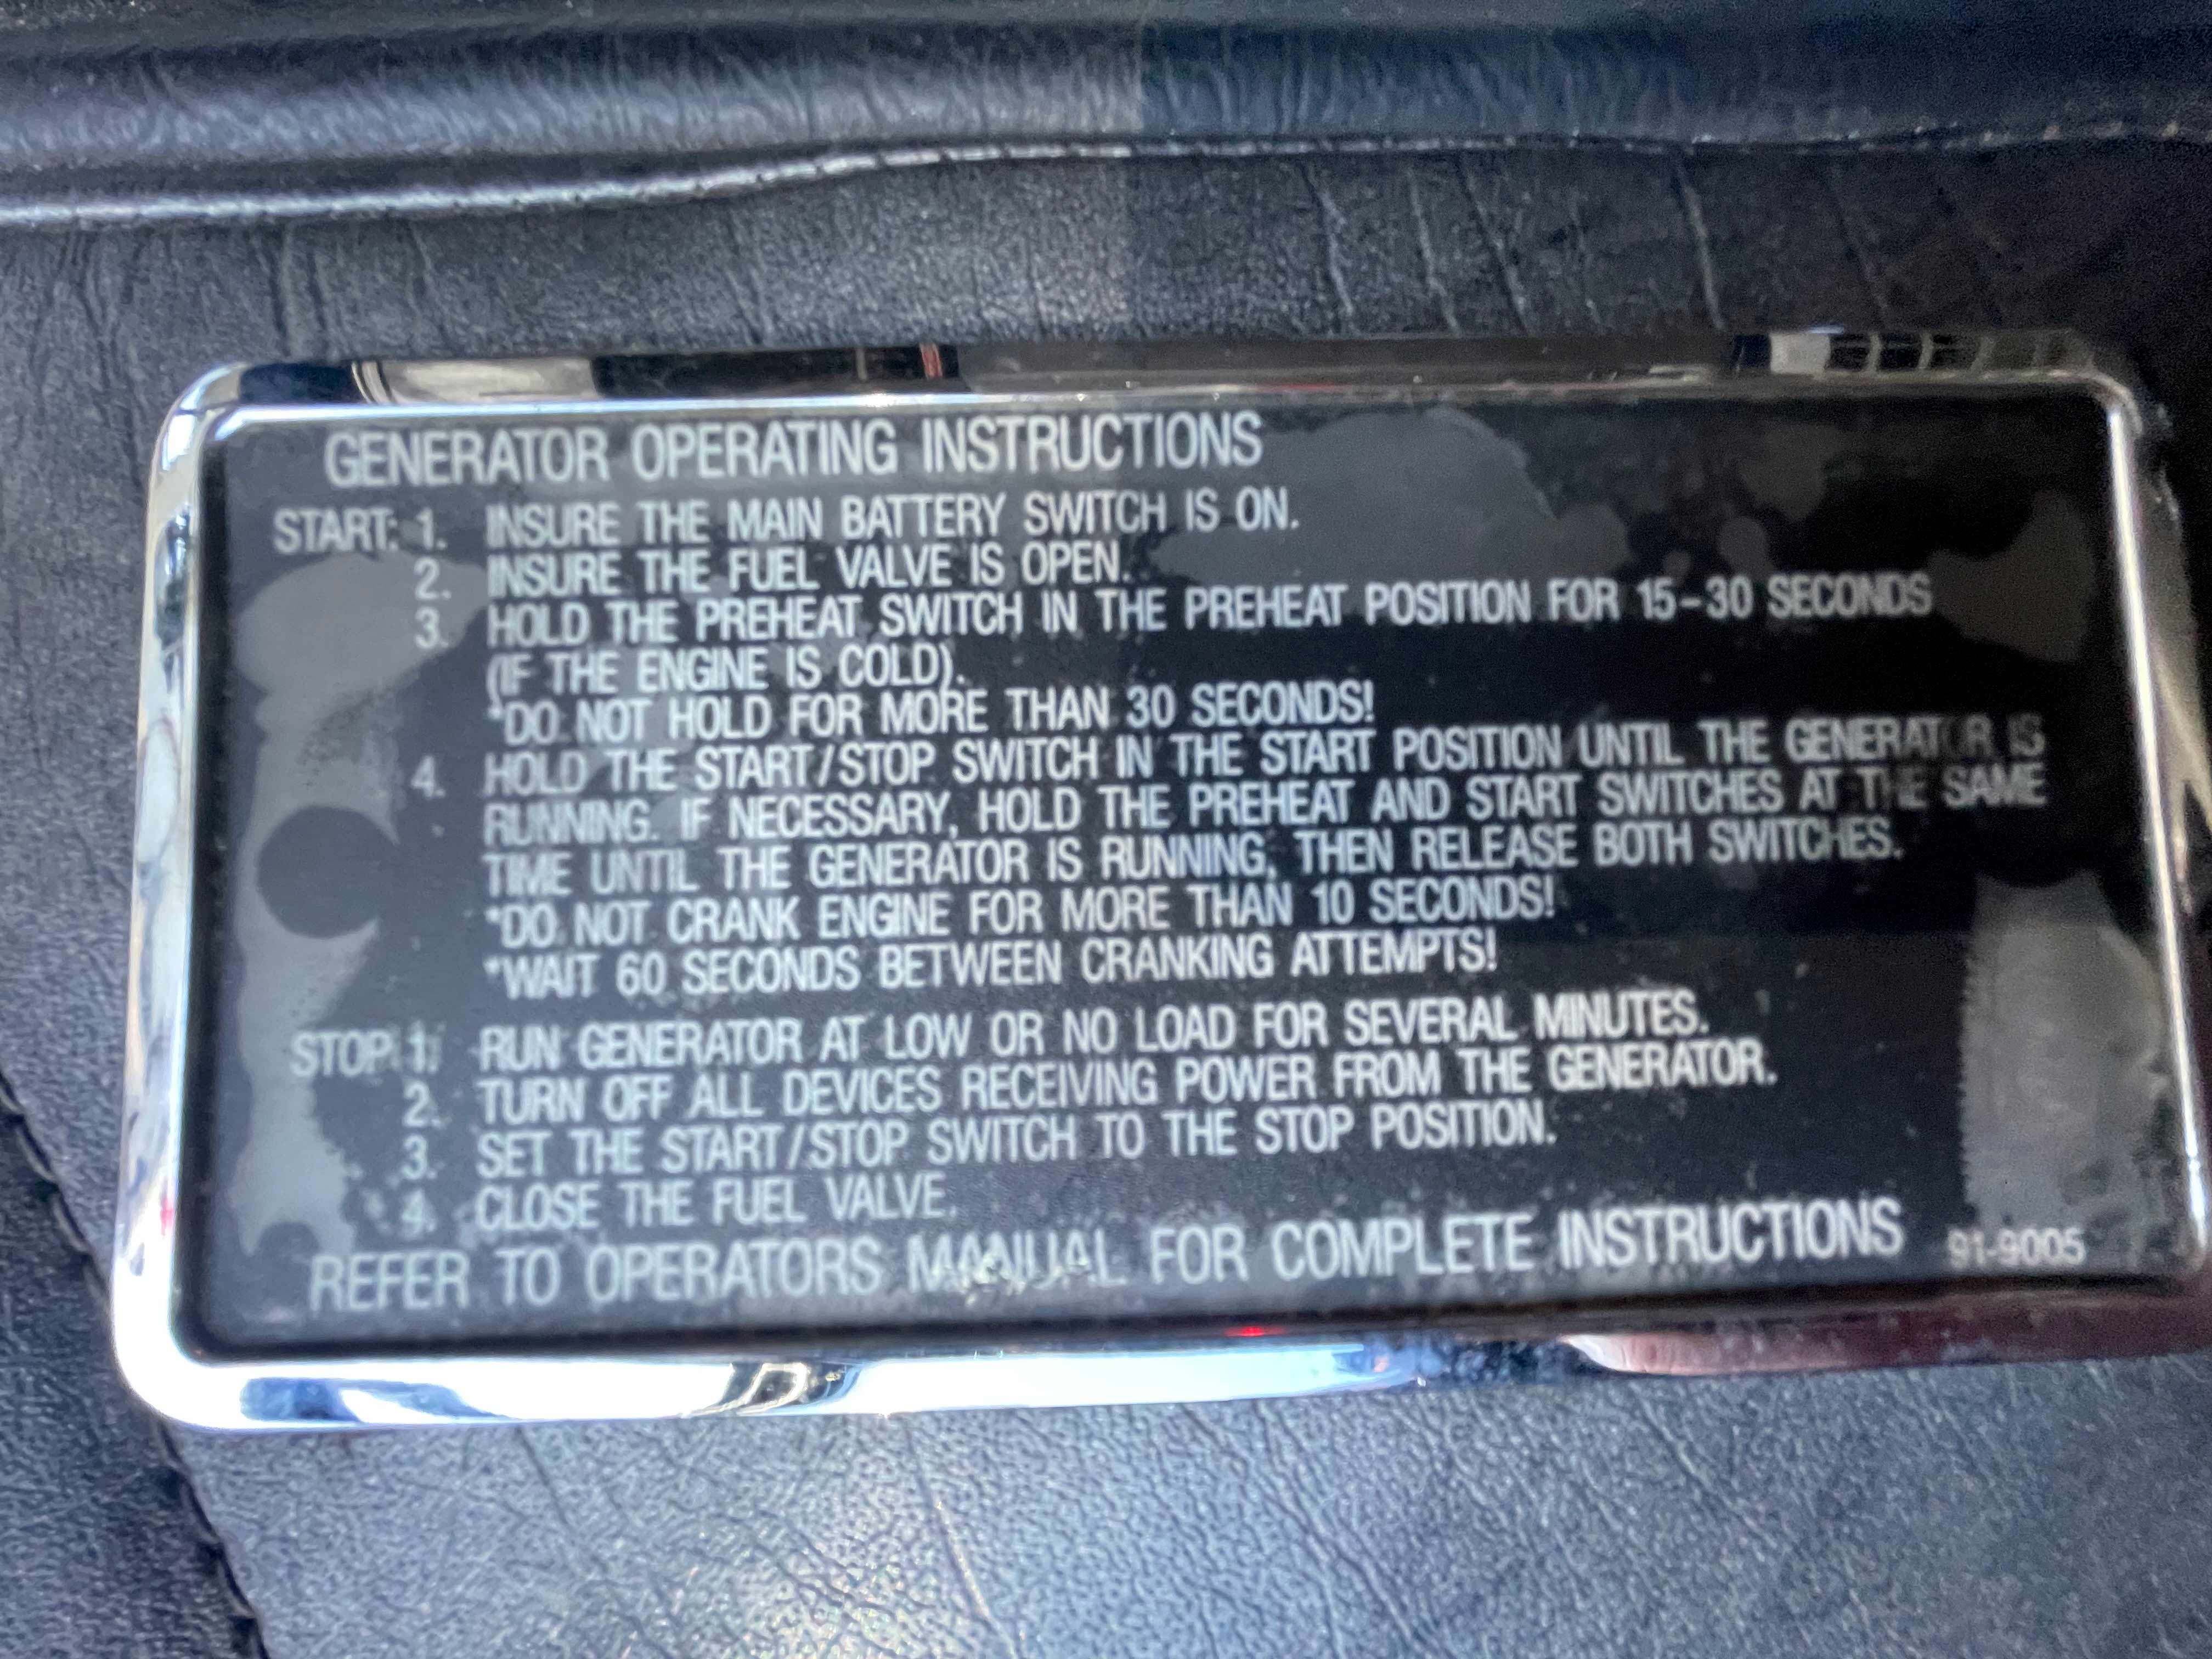 GENERATOR OPERATING INSTRUCTIONS
START: 1. INSURE THE MAIN BATTERY SWITCH IS ON.
2. INSURE THE FUEL VALVE IS OPEN.
3. HOLD THE PREHEAT SWITCH IN THE PREHEAT POSITION FOR 15-30 SECONDS
(IF THE ENGINE IS COLD).
*DO NOT HOLD FOR MORE THAN 30 SECONDS!
4. HOLD THE START/STOP SWITCH IN THE START POSITION UNTIL THE GENERATOR IS
RUNNING. IF NECESSARY, HOLD THE PREHEAT AND START SWITCHES AT THE SAME
TIME UNTIL THE GENERATOR IS RUNNING, THEN RELEASE BOTH SWITCHES.
*DO NOT CRANK ENGINE FOR MORE THAN 10 SECONDS!
*WAIT 60 SECONDS BETWEEN CRANKING ATTEMPTS!
STOP 1. RUN GENERATOR AT LOW OR NO LOAD FOR SEVERAL MINUTES.
2. TURN OFF ALL DEVICES RECEIVING POWER FROM THE GENERATOR.
3. SET THE START/STOP SWITCH TO THE STOP POSITION.
4. CLOSE THE FUEL VALVE.
REFER TO OPERATORS MANUAL FOR COMPLETE INSTRUCTIONS 91-9005